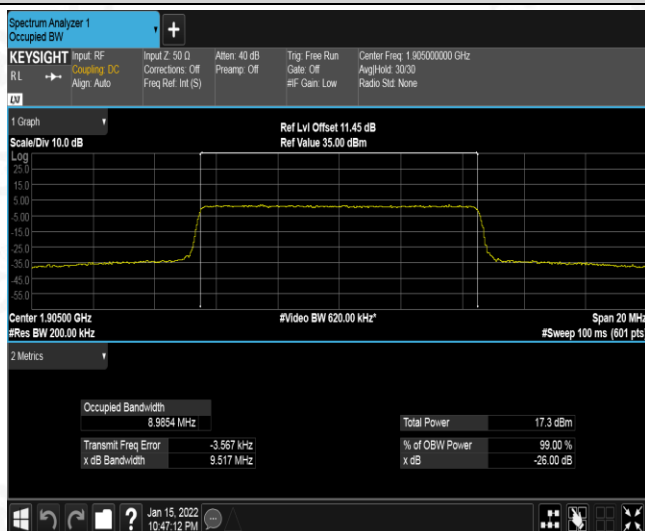 Spectrum Analyzer 1
Occupied BW
+
KEYSIGHT
RL
LXI
Input: RF
Coupling: DC
Align: Auto
Input Z: 50 Ω
Corrections: Off
Freq Ref: Int (S)
Atten: 40 dB
Preamp: Off
Trig: Free Run
Gate: Off
#IF Gain: Low
Center Freq: 1.905000000 GHz
Avg|Hold: 30/30
Radio Std: None
1 Graph
Scale/Div 10.0 dB
Ref Lvl Offset 11.45 dB
Ref Value 35.00 dBm
Log
25.0
15.0
5.00
-5.00
-15.0
-25.0
-35.0
-45.0
-55.0
Center 1.90500 GHz
#Res BW 200.00 kHz
#Video BW 620.00 kHz*
Span 20 MHz
#Sweep 100 ms (601 pts
2 Metrics
Occupied Bandwidth
8.9854 MHz
Transmit Freq Error -3.567 kHz
x dB Bandwidth 9.517 MHz
Total Power 17.3 dBm
% of OBW Power 99.00 %
x dB -26.00 dB
?
Jan 15, 2022
10:47:12 PM